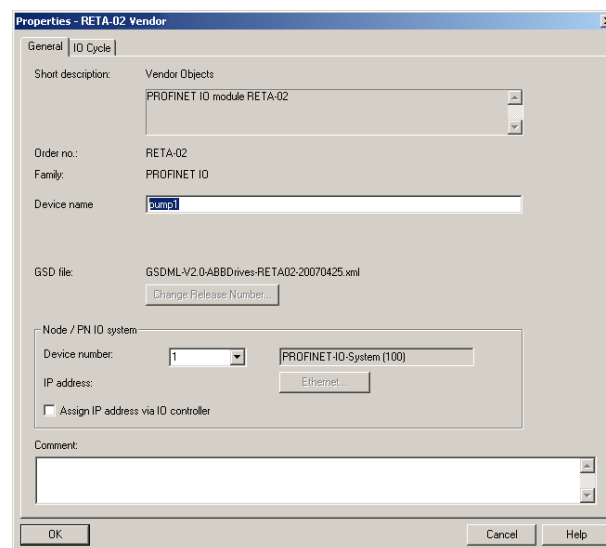 Properties - RETA-02 Vendor
General
IO Cycle
Short description: Vendor Objects
PROFINET IO module RETA-02
Order no.: RETA-02
Family: PROFINET IO
Device name pump1
GSD file: GSDML-V2.0-ABBDrives-RETA02-20070425.xml
Change Release Number...
Node / PN IO system
Device number: 1 PROFINET-IO-System (100)
IP address: Ethernet...
Assign IP address via IO controller
Comment:
OK Cancel Help